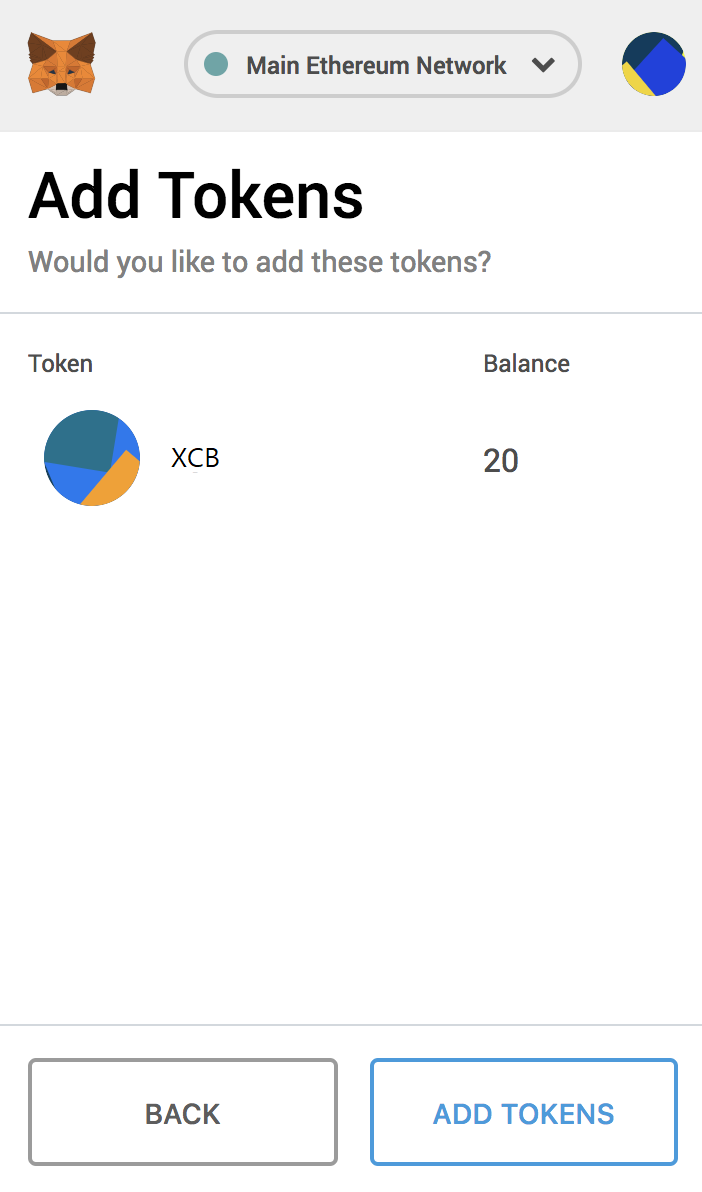 Main Ethereum Network
Add Tokens
Would you like to add these tokens?
Token Balance
XCB 20
BACK ADD TOKENS